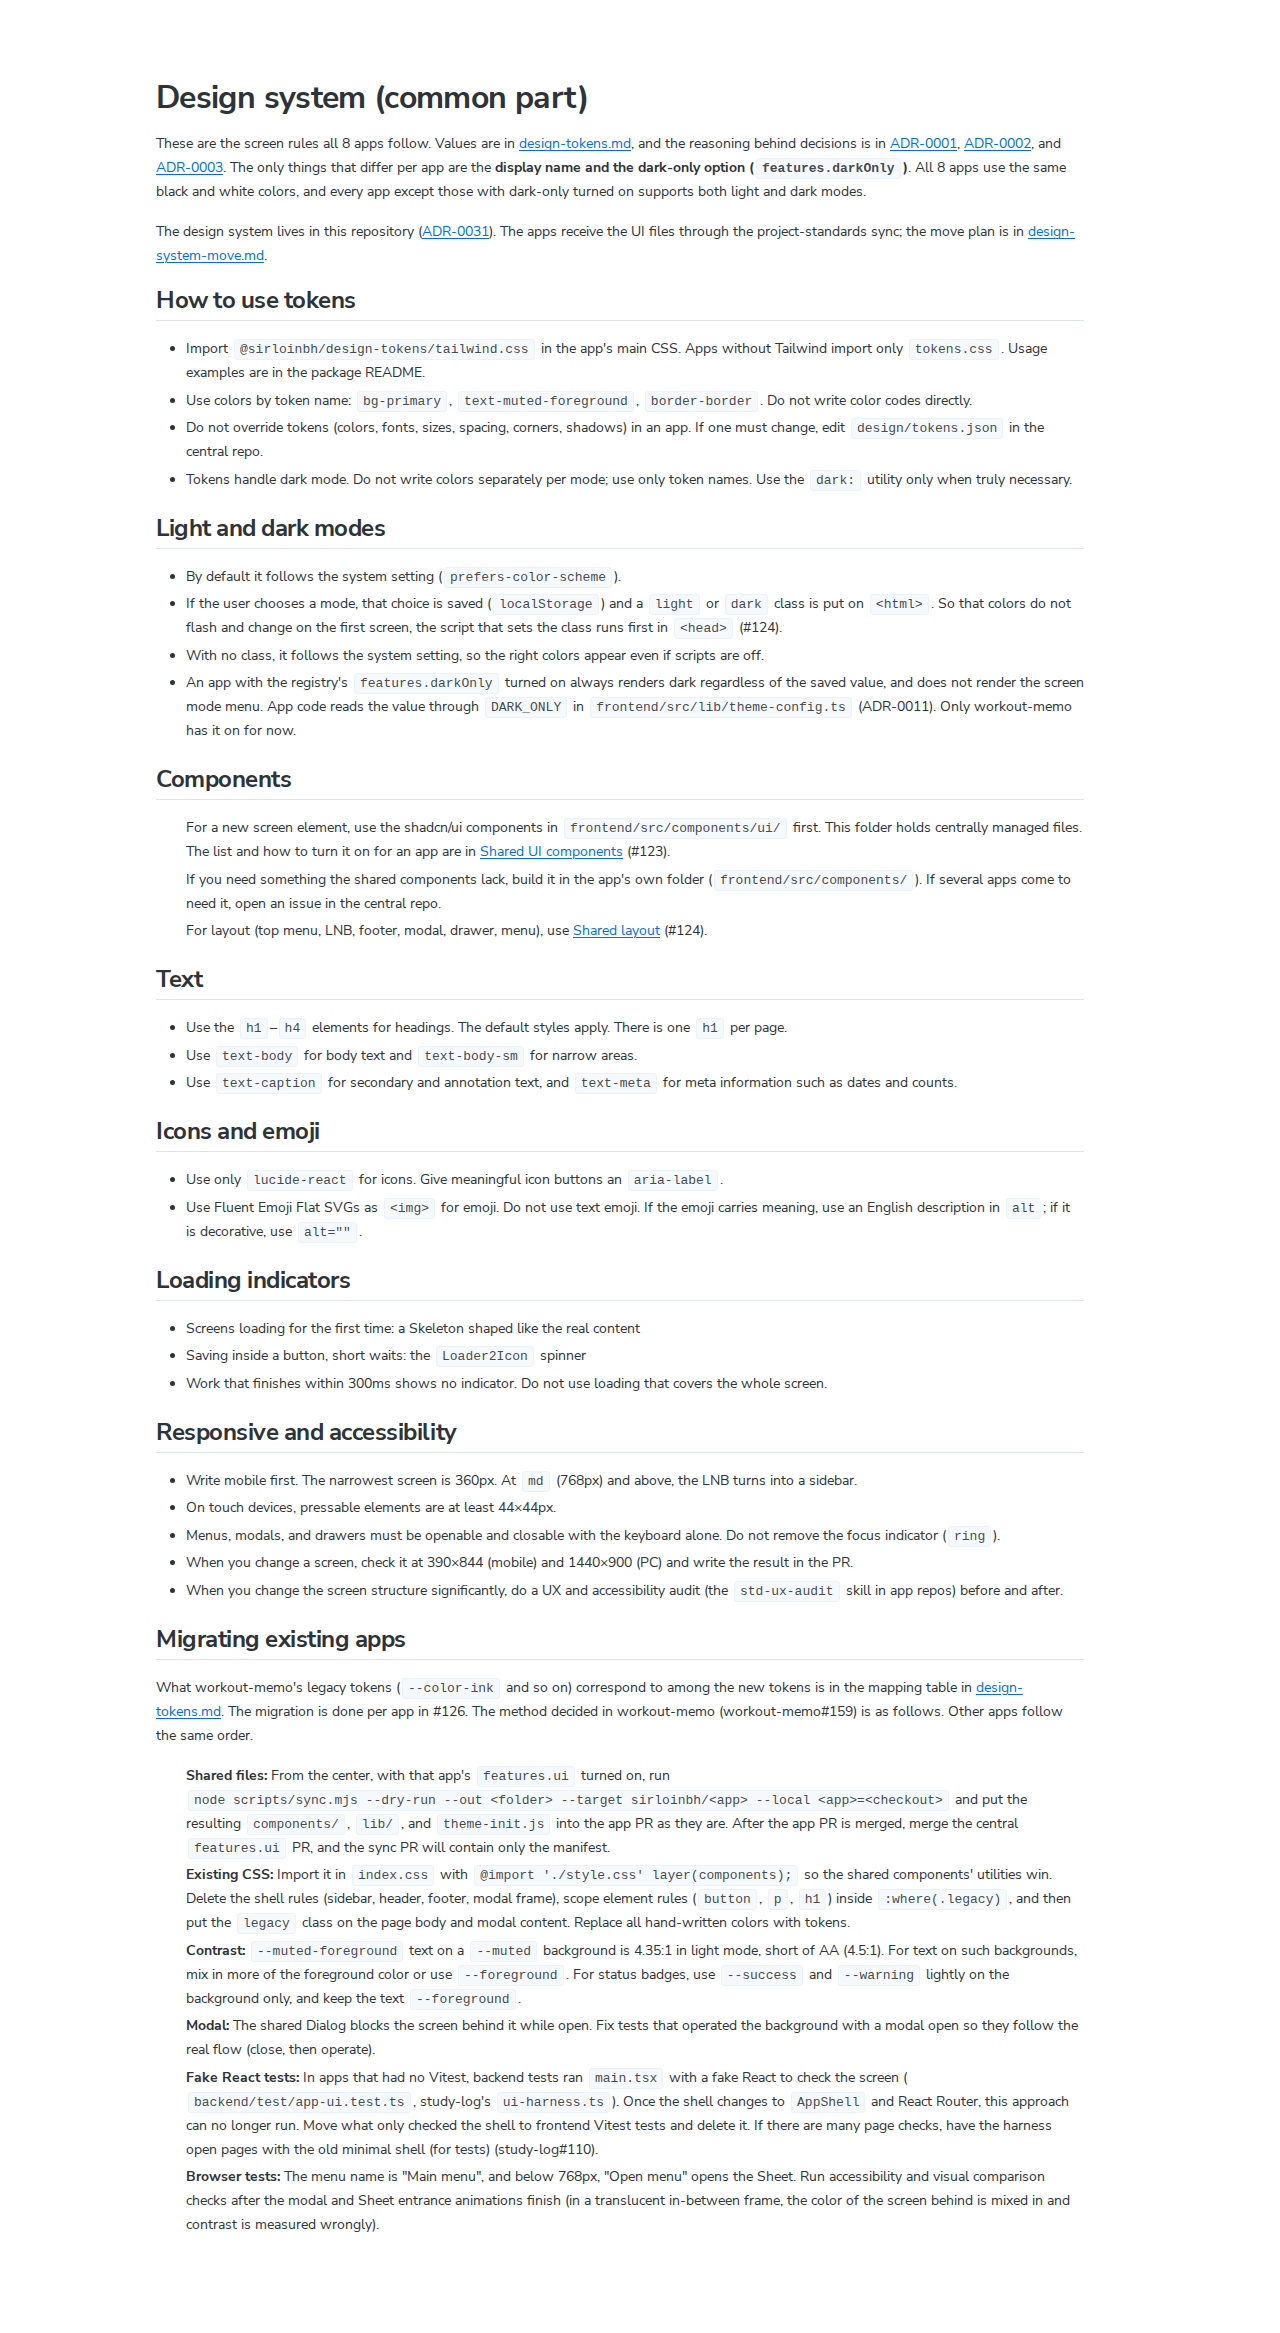 Design system (common part)
These are the screen rules all 8 apps follow. Values are in design-tokens.md, and the reasoning behind decisions is in ADR-0001, ADR-0002, and
ADR-0003. The only things that differ per app are the display name and the dark-only option ( features.darkOnly ). All 8 apps use the same
black and white colors, and every app except those with dark-only turned on supports both light and dark modes.
The design system lives in this repository (ADR-0031). The apps receive the UI files through the project-standards sync; the move plan is in design-
system-move.md.
How to use tokens
Import @sirloinbh/design-tokens/tailwind.css in the app's main CSS. Apps without Tailwind import only tokens.css . Usage
examples are in the package README.
Use colors by token name: bg-primary , text-muted-foreground , border-border . Do not write color codes directly.
Do not override tokens (colors, fonts, sizes, spacing, corners, shadows) in an app. If one must change, edit design/tokens.json in the
central repo.
Tokens handle dark mode. Do not write colors separately per mode; use only token names. Use the dark: utility only when truly necessary.
Light and dark modes
By default it follows the system setting ( prefers-color-scheme ).
If the user chooses a mode, that choice is saved ( localStorage ) and a light or dark class is put on <html> . So that colors do not
flash and change on the first screen, the script that sets the class runs first in <head> (#124).
With no class, it follows the system setting, so the right colors appear even if scripts are off.
An app with the registry's features.darkOnly turned on always renders dark regardless of the saved value, and does not render the screen
mode menu. App code reads the value through DARK_ONLY in frontend/src/lib/theme-config.ts (ADR-0011). Only workout-memo
has it on for now.
Components
For a new screen element, use the shadcn/ui components in frontend/src/components/ui/ first. This folder holds centrally managed files.
The list and how to turn it on for an app are in Shared UI components (#123).
If you need something the shared components lack, build it in the app's own folder ( frontend/src/components/ ). If several apps come to
need it, open an issue in the central repo.
For layout (top menu, LNB, footer, modal, drawer, menu), use Shared layout (#124).
Text
Use the h1 – h4 elements for headings. The default styles apply. There is one h1 per page.
Use text-body for body text and text-body-sm for narrow areas.
Use text-caption for secondary and annotation text, and text-meta for meta information such as dates and counts.
Icons and emoji
Use only lucide-react for icons. Give meaningful icon buttons an aria-label .
Use Fluent Emoji Flat SVGs as <img> for emoji. Do not use text emoji. If the emoji carries meaning, use an English description in alt ; if it
is decorative, use alt="" .
Loading indicators
Screens loading for the first time: a Skeleton shaped like the real content
Saving inside a button, short waits: the Loader2Icon spinner
Work that finishes within 300ms shows no indicator. Do not use loading that covers the whole screen.
Responsive and accessibility
Write mobile first. The narrowest screen is 360px. At md (768px) and above, the LNB turns into a sidebar.
On touch devices, pressable elements are at least 44×44px.
Menus, modals, and drawers must be openable and closable with the keyboard alone. Do not remove the focus indicator ( ring ).
When you change a screen, check it at 390×844 (mobile) and 1440×900 (PC) and write the result in the PR.
When you change the screen structure significantly, do a UX and accessibility audit (the std-ux-audit skill in app repos) before and after.
Migrating existing apps
What workout-memo's legacy tokens ( --color-ink and so on) correspond to among the new tokens is in the mapping table in design-
tokens.md. The migration is done per app in #126. The method decided in workout-memo (workout-memo#159) is as follows. Other apps follow
the same order.
Shared files: From the center, with that app's features.ui turned on, run
node scripts/sync.mjs --dry-run --out <folder> --target sirloinbh/<app> --local <app>=<checkout> and put the
resulting components/ , lib/ , and theme-init.js into the app PR as they are. After the app PR is merged, merge the central
features.ui PR, and the sync PR will contain only the manifest.
Existing CSS: Import it in index.css with @import './style.css' layer(components); so the shared components' utilities win.
Delete the shell rules (sidebar, header, footer, modal frame), scope element rules ( button , p , h1 ) inside :where(.legacy) , and then
put the legacy class on the page body and modal content. Replace all hand-written colors with tokens.
Contrast: --muted-foreground text on a --muted background is 4.35:1 in light mode, short of AA (4.5:1). For text on such backgrounds,
mix in more of the foreground color or use --foreground . For status badges, use --success and --warning lightly on the
background only, and keep the text --foreground .
Modal: The shared Dialog blocks the screen behind it while open. Fix tests that operated the background with a modal open so they follow the
real flow (close, then operate).
Fake React tests: In apps that had no Vitest, backend tests ran main.tsx with a fake React to check the screen (
backend/test/app-ui.test.ts , study-log's ui-harness.ts ). Once the shell changes to AppShell and React Router, this approach
can no longer run. Move what only checked the shell to frontend Vitest tests and delete it. If there are many page checks, have the harness
open pages with the old minimal shell (for tests) (study-log#110).
Browser tests: The menu name is "Main menu", and below 768px, "Open menu" opens the Sheet. Run accessibility and visual comparison
checks after the modal and Sheet entrance animations finish (in a translucent in-between frame, the color of the screen behind is mixed in and
contrast is measured wrongly).